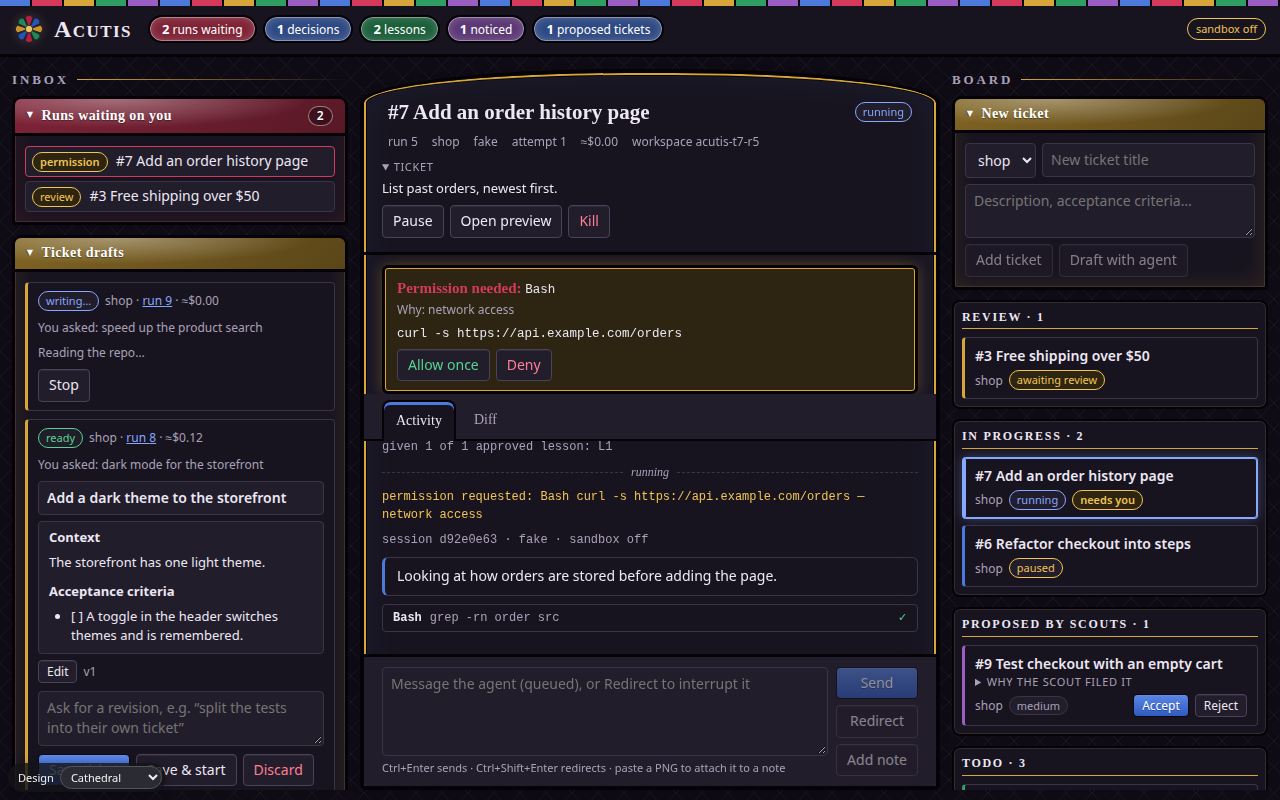 Acutis
2 runs waiting
1 decisions
2 lessons
1 noticed
1 proposed tickets
sandbox off
INBOX
▼ Runs waiting on you 2
permission #7 Add an order history page
review #3 Free shipping over $50
▼ Ticket drafts
writing… shop · run 9 · ≈$0.00
You asked: speed up the product search
Reading the repo…
Stop
ready shop · run 8 · ≈$0.12
You asked: dark mode for the storefront
Add a dark theme to the storefront
Context
The storefront has one light theme.
Acceptance criteria
• [ ] A toggle in the header switches
themes and is remembered.
Edit v1
Ask for a revision, e.g. “split the tests
into their own ticket”
& start Discard
Design Cathedral
#7 Add an order history page running
run 5 shop fake attempt 1 ≈$0.00 workspace acutis-t7-r5
▼ TICKET
List past orders, newest first.
Pause Open preview Kill
Permission needed: Bash
Why: network access
curl -s https://api.example.com/orders
Allow once Deny
Activity Diff
given 1 of 1 approved lesson: L1
running
permission requested: Bash curl -s https://api.example.com/orders —
network access
session d92e0e63 · fake · sandbox off
Looking at how orders are stored before adding the page.
Bash grep -rn order src ✓
Message the agent (queued), or Redirect to interrupt it
Send
Redirect
Add note
Ctrl+Enter sends · Ctrl+Shift+Enter redirects · paste a PNG to attach it to a note
BOARD
▼ New ticket
shop New ticket title
Description, acceptance criteria…
Add ticket Draft with agent
REVIEW · 1
#3 Free shipping over $50
shop awaiting review
IN PROGRESS · 2
#7 Add an order history page
shop running needs you
#6 Refactor checkout into steps
shop paused
PROPOSED BY SCOUTS · 1
#9 Test checkout with an empty cart
▶ WHY THE SCOUT FILED IT
shop medium Accept Reject
TODO · 3